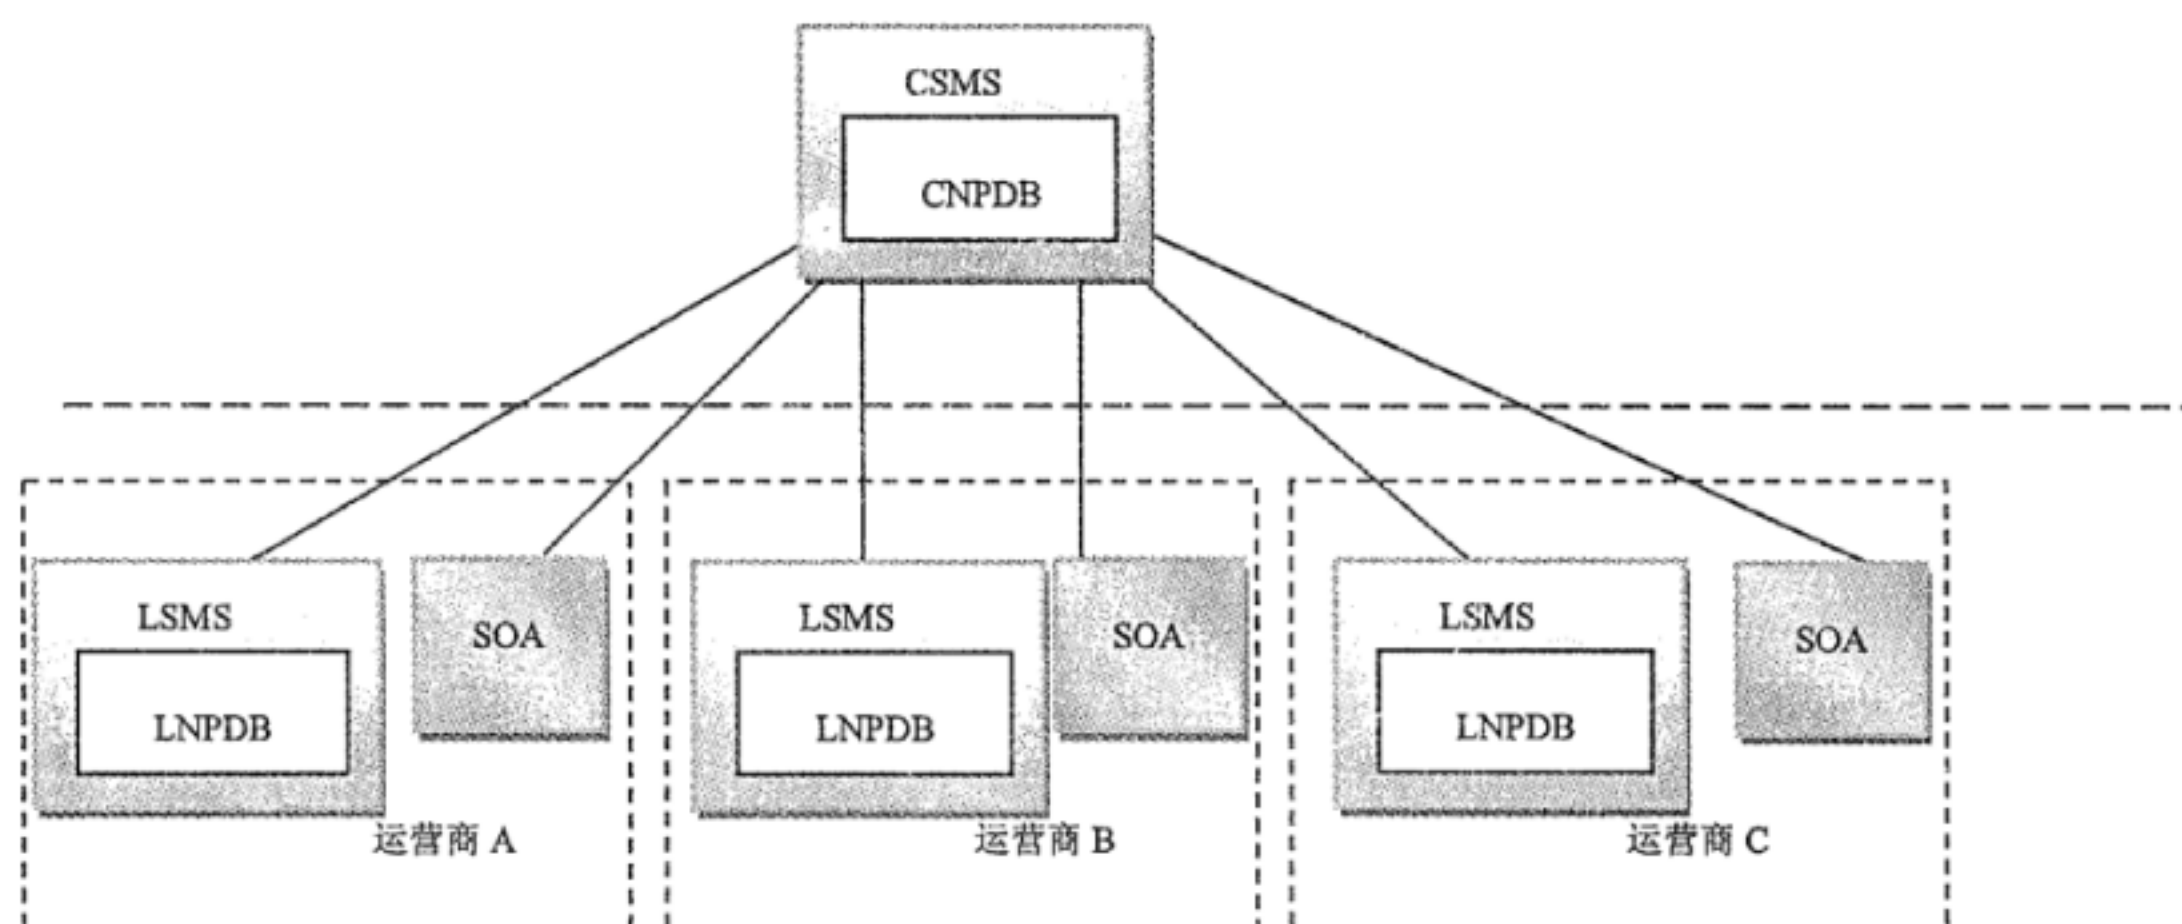 CSMS
CNPDB
LSMS
SOA
LNPDB
运营商 A
LSMS
SOA
LNPDB
运营商 B
LSMS
SOA
LNPDB
运营商 C